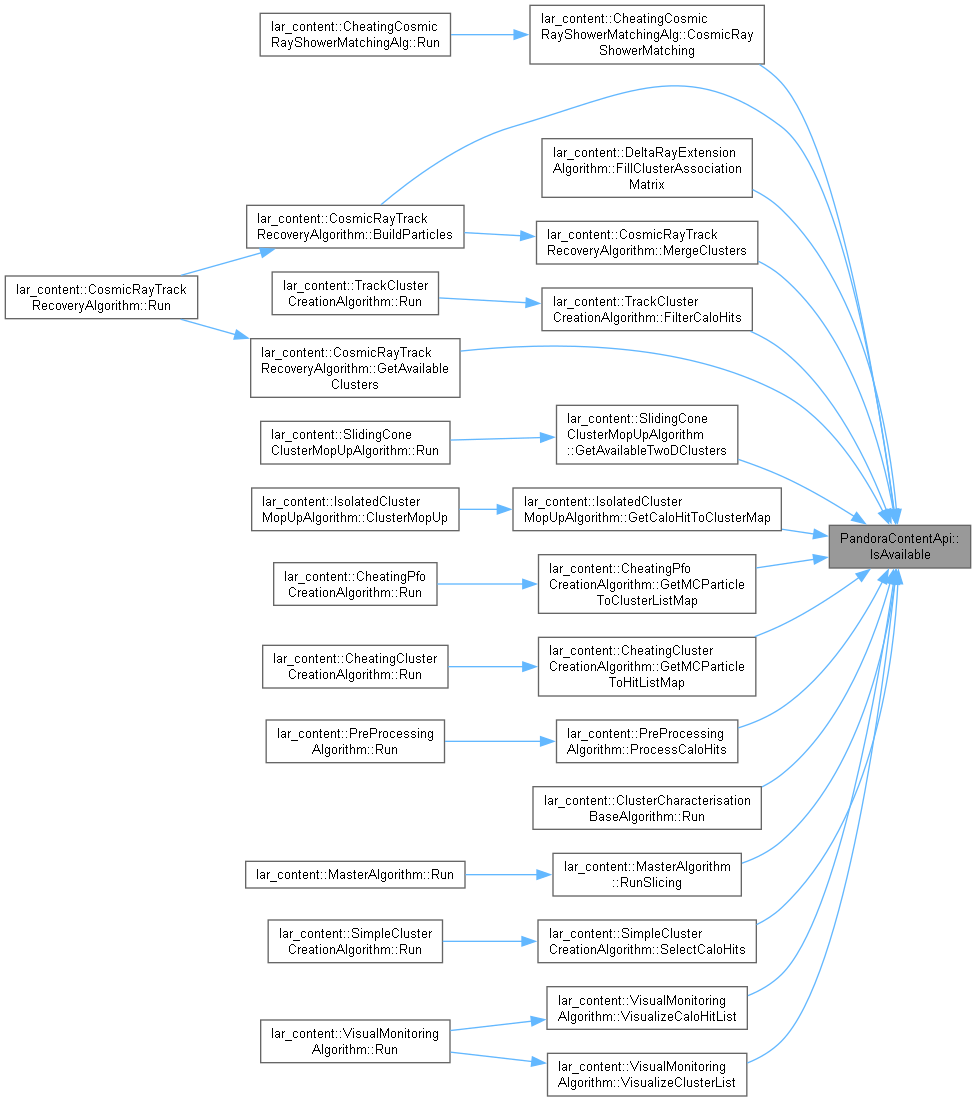 lar_content::CheatingCosmic
RayShowerMatchingAlg::Run
lar_content::CheatingCosmic
RayShowerMatchingAlg::CosmicRay
ShowerMatching
lar_content::DeltaRayExtension
Algorithm::FillClusterAssociation
Matrix
lar_content::CosmicRayTrack
RecoveryAlgorithm::BuildParticles
lar_content::CosmicRayTrack
RecoveryAlgorithm::MergeClusters
lar_content::CosmicRayTrack
RecoveryAlgorithm::Run
lar_content::TrackCluster
CreationAlgorithm::Run
lar_content::TrackCluster
CreationAlgorithm::FilterCaloHits
lar_content::CosmicRayTrack
RecoveryAlgorithm::GetAvailable
Clusters
lar_content::SlidingCone
ClusterMopUpAlgorithm::Run
lar_content::SlidingCone
ClusterMopUpAlgorithm
::GetAvailableTwoDClusters
lar_content::IsolatedCluster
MopUpAlgorithm::ClusterMopUp
lar_content::IsolatedCluster
MopUpAlgorithm::GetCaloHitToClusterMap
PandoraContentApi::
IsAvailable
lar_content::CheatingPfo
CreationAlgorithm::Run
lar_content::CheatingPfo
CreationAlgorithm::GetMCParticle
ToClusterListMap
lar_content::CheatingCluster
CreationAlgorithm::Run
lar_content::CheatingCluster
CreationAlgorithm::GetMCParticle
ToHitListMap
lar_content::PreProcessing
Algorithm::Run
lar_content::PreProcessing
Algorithm::ProcessCaloHits
lar_content::ClusterCharacterisation
BaseAlgorithm::Run
lar_content::MasterAlgorithm::Run
lar_content::MasterAlgorithm
::RunSlicing
lar_content::SimpleCluster
CreationAlgorithm::Run
lar_content::SimpleCluster
CreationAlgorithm::SelectCaloHits
lar_content::VisualMonitoring
Algorithm::VisualizeCaloHitList
lar_content::VisualMonitoring
Algorithm::Run
lar_content::VisualMonitoring
Algorithm::VisualizeClusterList